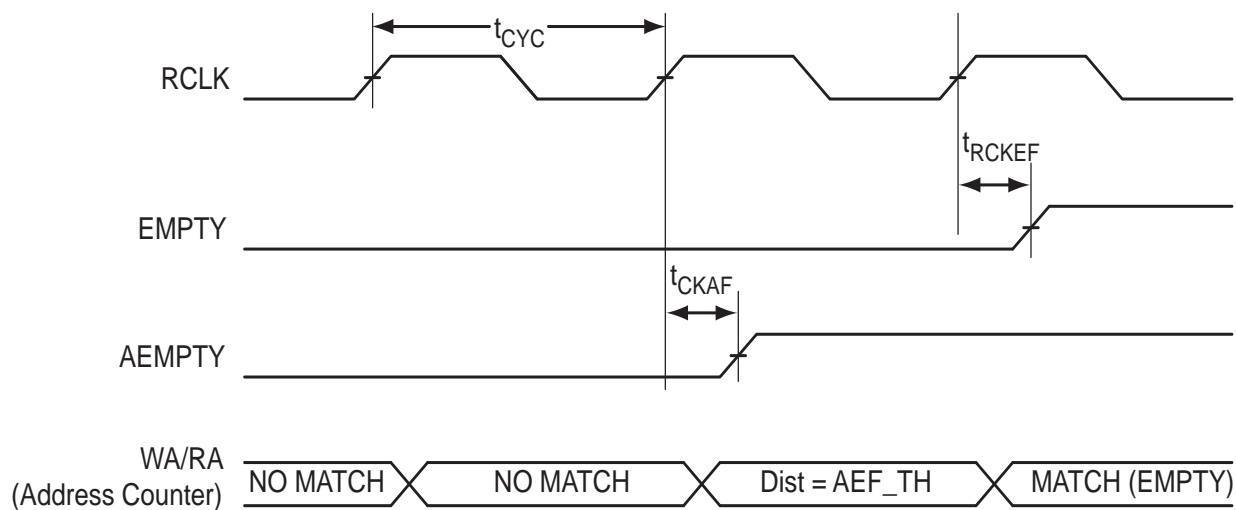 tCYC
RCLK
tRCKEF
EMPTY
tCKAF
AEMPTY
WA/RA
(Address Counter)
NO MATCH
NO MATCH
Dist = AEF_TH
MATCH (EMPTY)